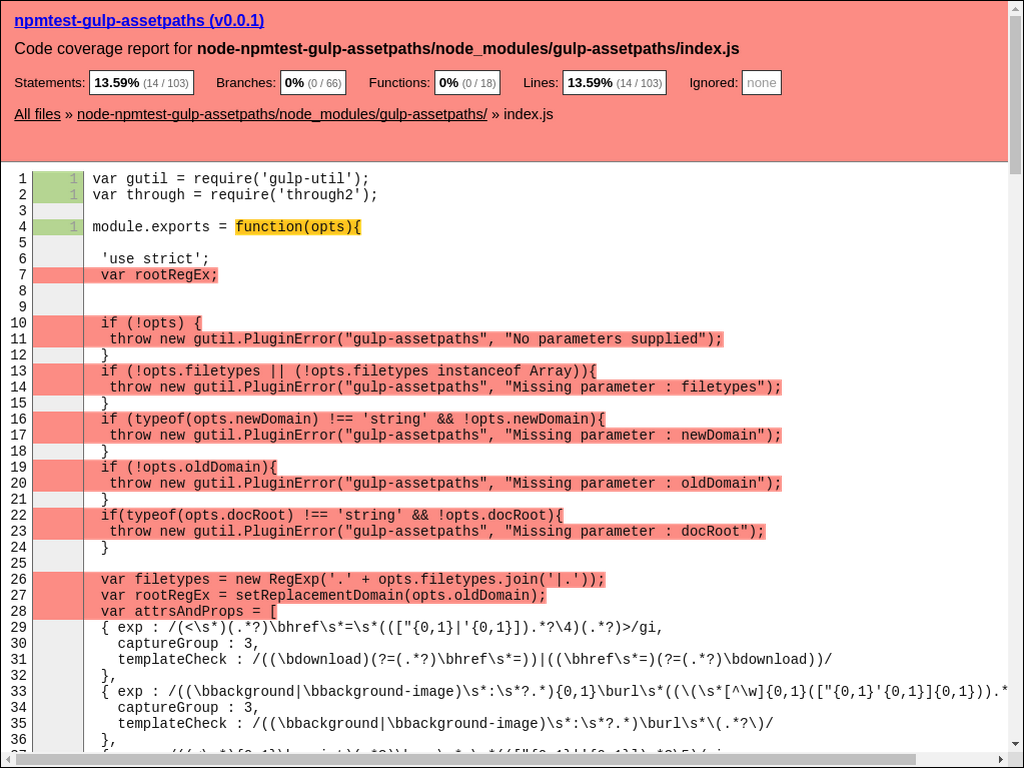 npmtest-gulp-assetpaths (v0.0.1)
Code coverage report for node-npmtest-gulp-assetpaths/node_modules/gulp-assetpaths/index.js
Statements: 13.59% (14 / 103) Branches: 0% (0 / 66) Functions: 0% (0 / 18) Lines: 13.59% (14 / 103) Ignored: none
All files » node-npmtest-gulp-assetpaths/node_modules/gulp-assetpaths/ » index.js
1 1 var gutil = require('gulp-util');
2 1 var through = require('through2');
3
4 1 module.exports = function(opts){
5
6 'use strict';
7 var rootRegEx;
8
9
10 if (!opts) {
11 throw new gutil.PluginError("gulp-assetpaths", "No parameters supplied");
12 }
13 if (!opts.filetypes || (!opts.filetypes instanceof Array)){
14 throw new gutil.PluginError("gulp-assetpaths", "Missing parameter : filetypes");
15 }
16 if (typeof(opts.newDomain) !== 'string' && !opts.newDomain){
17 throw new gutil.PluginError("gulp-assetpaths", "Missing parameter : newDomain");
18 }
19 if (!opts.oldDomain){
20 throw new gutil.PluginError("gulp-assetpaths", "Missing parameter : oldDomain");
21 }
22 if(typeof(opts.docRoot) !== 'string' && !opts.docRoot){
23 throw new gutil.PluginError("gulp-assetpaths", "Missing parameter : docRoot");
24 }
25
26 var filetypes = new RegExp('.' + opts.filetypes.join('|.'));
27 var rootRegEx = setReplacementDomain(opts.oldDomain);
28 var attrsAndProps = [
29 { exp : /(<\s*)(.*?)\bhref\s*=\s*((["{0,1}|'{0,1}]).*?\4)(.*?)>/gi,
30 captureGroup : 3,
31 templateCheck : /((\bdownload)(?=(.*?)\bhref\s*=))|((\bhref\s*=)(?=(.*?)\bdownload))/
32 },
33 { exp : /((\bbackground|\bbackground-image)\s*:\s*?.*){0,1}\burl\s*((\(\s*[^\w]{0,1}(["{0,1}'{0,1}]{0,1})).*
34 captureGroup : 3,
35 templateCheck : /((\bbackground|\bbackground-image)\s*:\s*?.*)\burl\s*\(.*?\)/
36 },